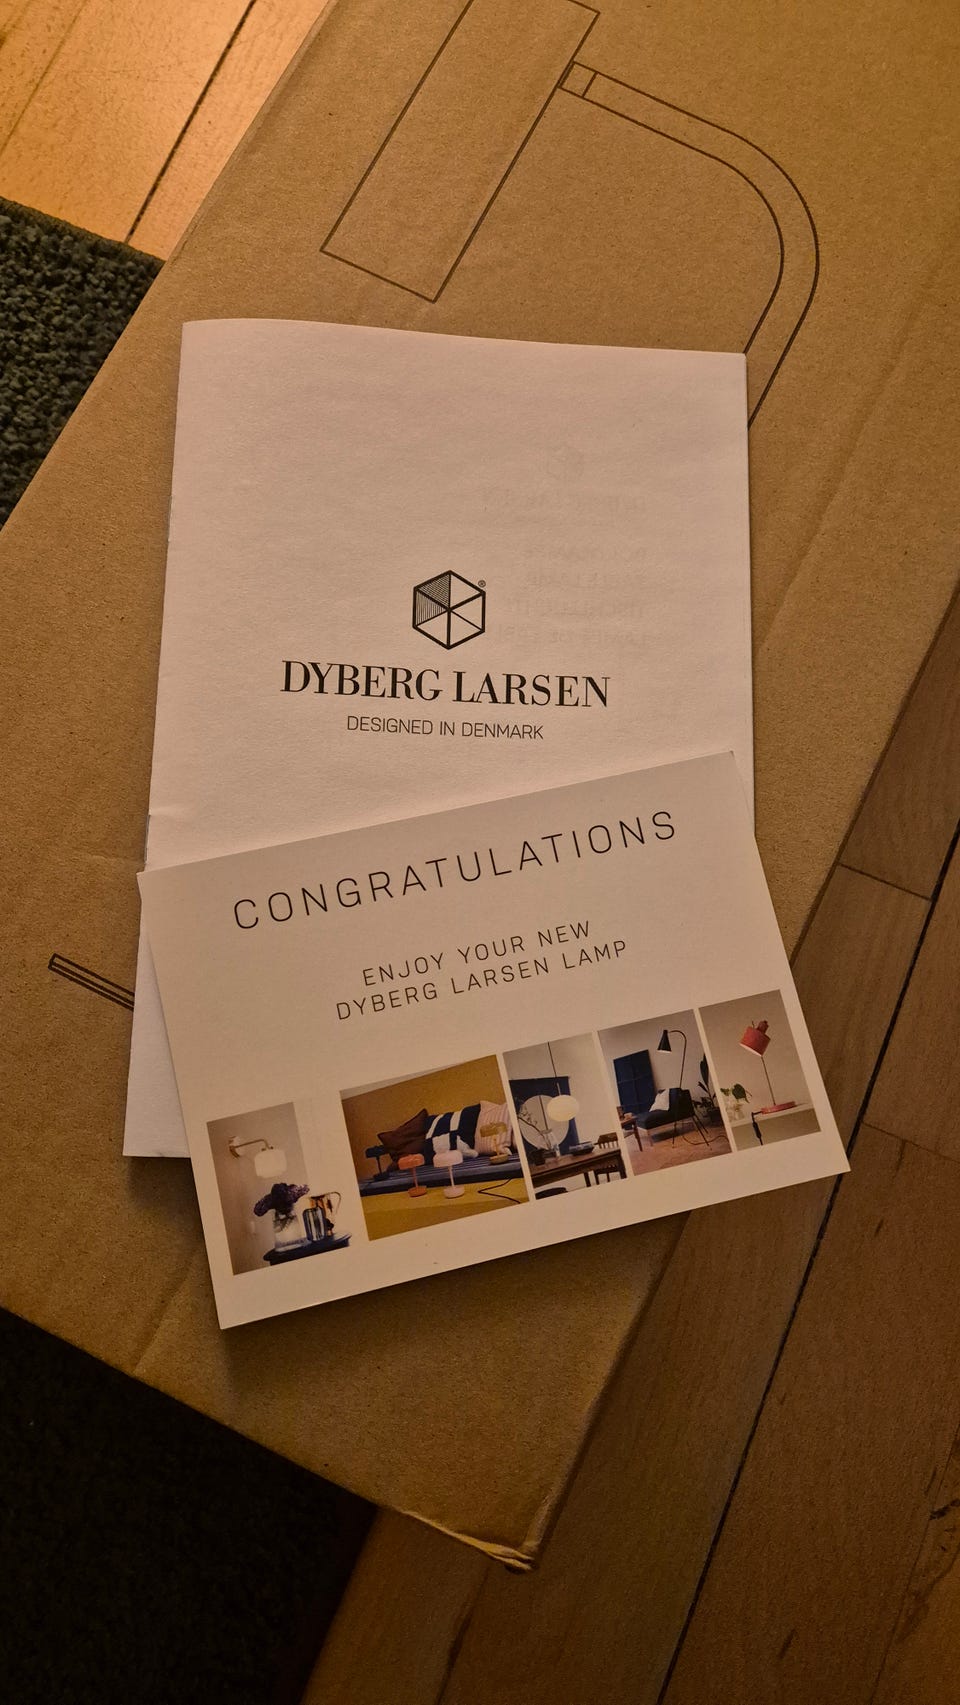 ®
DYBERG LARSEN
DESIGNED IN DENMARK
CONGRATULATIONS
ENJOY YOUR NEW
DYBERG LARSEN LAMP